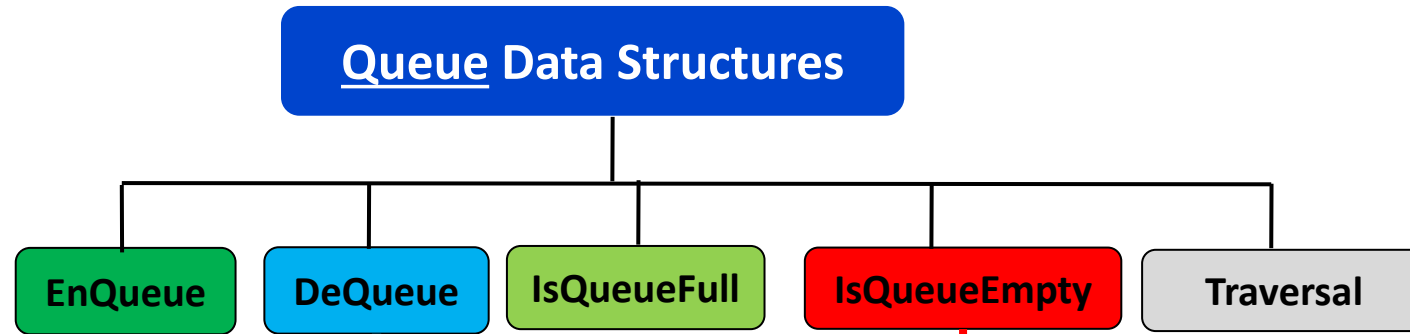 Queue Data Structures
EnQueue
DeQueue
IsQueueFull
IsQueueEmpty
Traversal